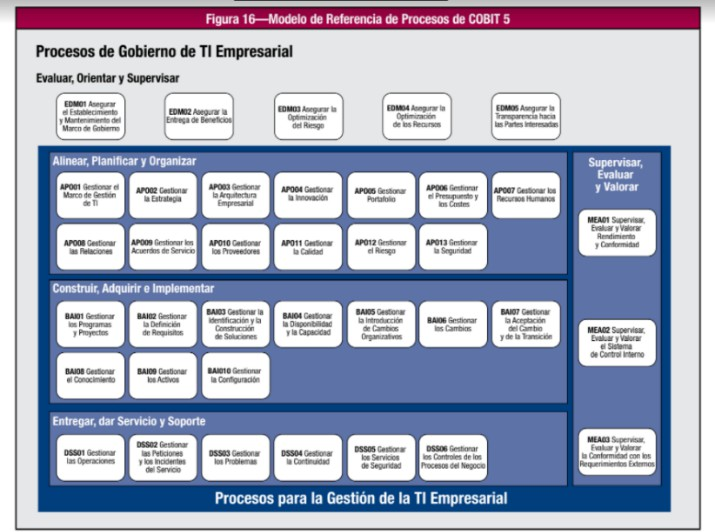 Figura 16—Modelo de Referencia de Procesos de COBIT 5
Procesos de Gobierno de TI Empresarial
Evaluar, Orientar y Supervisar
EDM01 Asegurar
el Establecimiento
y Mantenimiento del
Marco de Gobierno
EDM02 Asegurar la
Entrega de Beneficios
EDM03 Asegurar la
Optimización
del Riesgo
EDM04 Asegurar la
Optimización
de los Recursos
EDM05 Asegurar la
Transparencia hacia
las Partes Interesadas
Alinear, Planificar y Organizar
APO01 Gestionar el
Marco de Gestión
de TI
APO02 Gestionar
la Estrategia
APO03 Gestionar
la Arquitectura
Empresarial
APO04 Gestionar
la Innovación
APO05 Gestionar
Portafolio
APO06 Gestionar
el Presupuesto y
los Costes
APO07 Gestionar los
Recursos Humanos
APO08 Gestionar
las Relaciones
APO09 Gestionar los
Acuerdos de Servicio
APO10 Gestionar
los Proveedores
APO11 Gestionar
la Calidad
APO12 Gestionar
el Riesgo
APO13 Gestionar
la Seguridad
Construir, Adquirir e Implementar
BAI01 Gestionar
los Programas
y Proyectos
BAI02 Gestionar
la Definición
de Requisitos
BAI03 Gestionar la
Identificación y la
Construcción
de Soluciones
BAI04 Gestionar
la Disponibilidad
y la Capacidad
BAI05 Gestionar
la Introducción
de Cambios
Organizativos
BAI06 Gestionar
los Cambios
BAI07 Gestionar
la Aceptación
del Cambio
y de la Transición
BAI08 Gestionar
el Conocimiento
BAI09 Gestionar
los Activos
BAI010 Gestionar
la Configuración
Entregar, dar Servicio y Soporte
DSS01 Gestionar
las Operaciones
DSS02 Gestionar
las Peticiones
y los Incidentes
del Servicio
DSS03 Gestionar
los Problemas
DSS04 Gestionar
la Continuidad
DSS05 Gestionar
los Servicios
de Seguridad
DSS06 Gestionar
los Controles de los
Procesos del Negocio
Supervisar,
Evaluar
y Valorar
MEA01 Supervisar,
Evaluar y Valorar
Rendimiento
y Conformidad
MEA02 Supervisar,
Evaluar y Valorar
el Sistema
de Control Interno
MEA03 Supervisar,
Evaluar y Valorar
la Conformidad con los
Requerimientos Externos
Procesos para la Gestión de la TI Empresarial